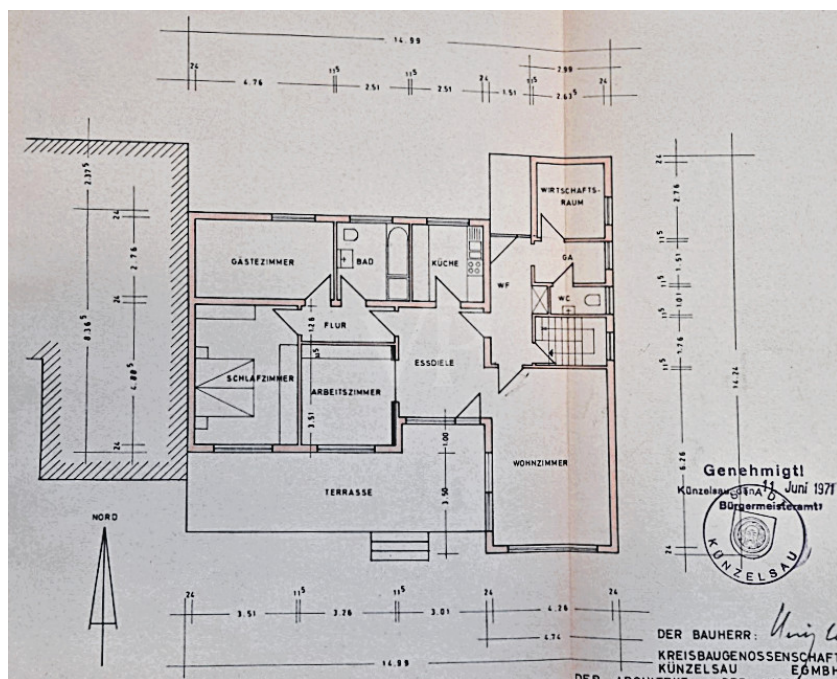 14.99
2.99
24 4.76 11⁵ 2.51 11⁵ 2.51 24 1.51 11⁵ 2.63⁵ 24
2.37⁵
8.36⁵
24
2.76
24
4.00⁵
24
WIRTSCHAFTS-
RAUM
GÄSTEZIMMER
BAD
KÜCHE
WF
GA
WC
FLUR
1.26
SCHLAFZIMMER
ARBEITSZIMMER
3.51
ESSDIELE
WOHNZIMMER
1.00
3.50
TERRASSE
24
2.76
11⁵
1.51
11⁵
1.01
11⁵
1.76
11⁵
6.26
24
14.24
NORD
Genehmigt!
Künzelsau, den 11. Juni 1971
Bürgermeisteramt
KÜNZELSAU
24 3.51 11⁵ 3.26 11⁵ 3.01 24 4.26 24
4.74
14.99
DER BAUHERR:
KREISBAUGENOSSENSCHAFT
KÜNZELSAU EGMBH